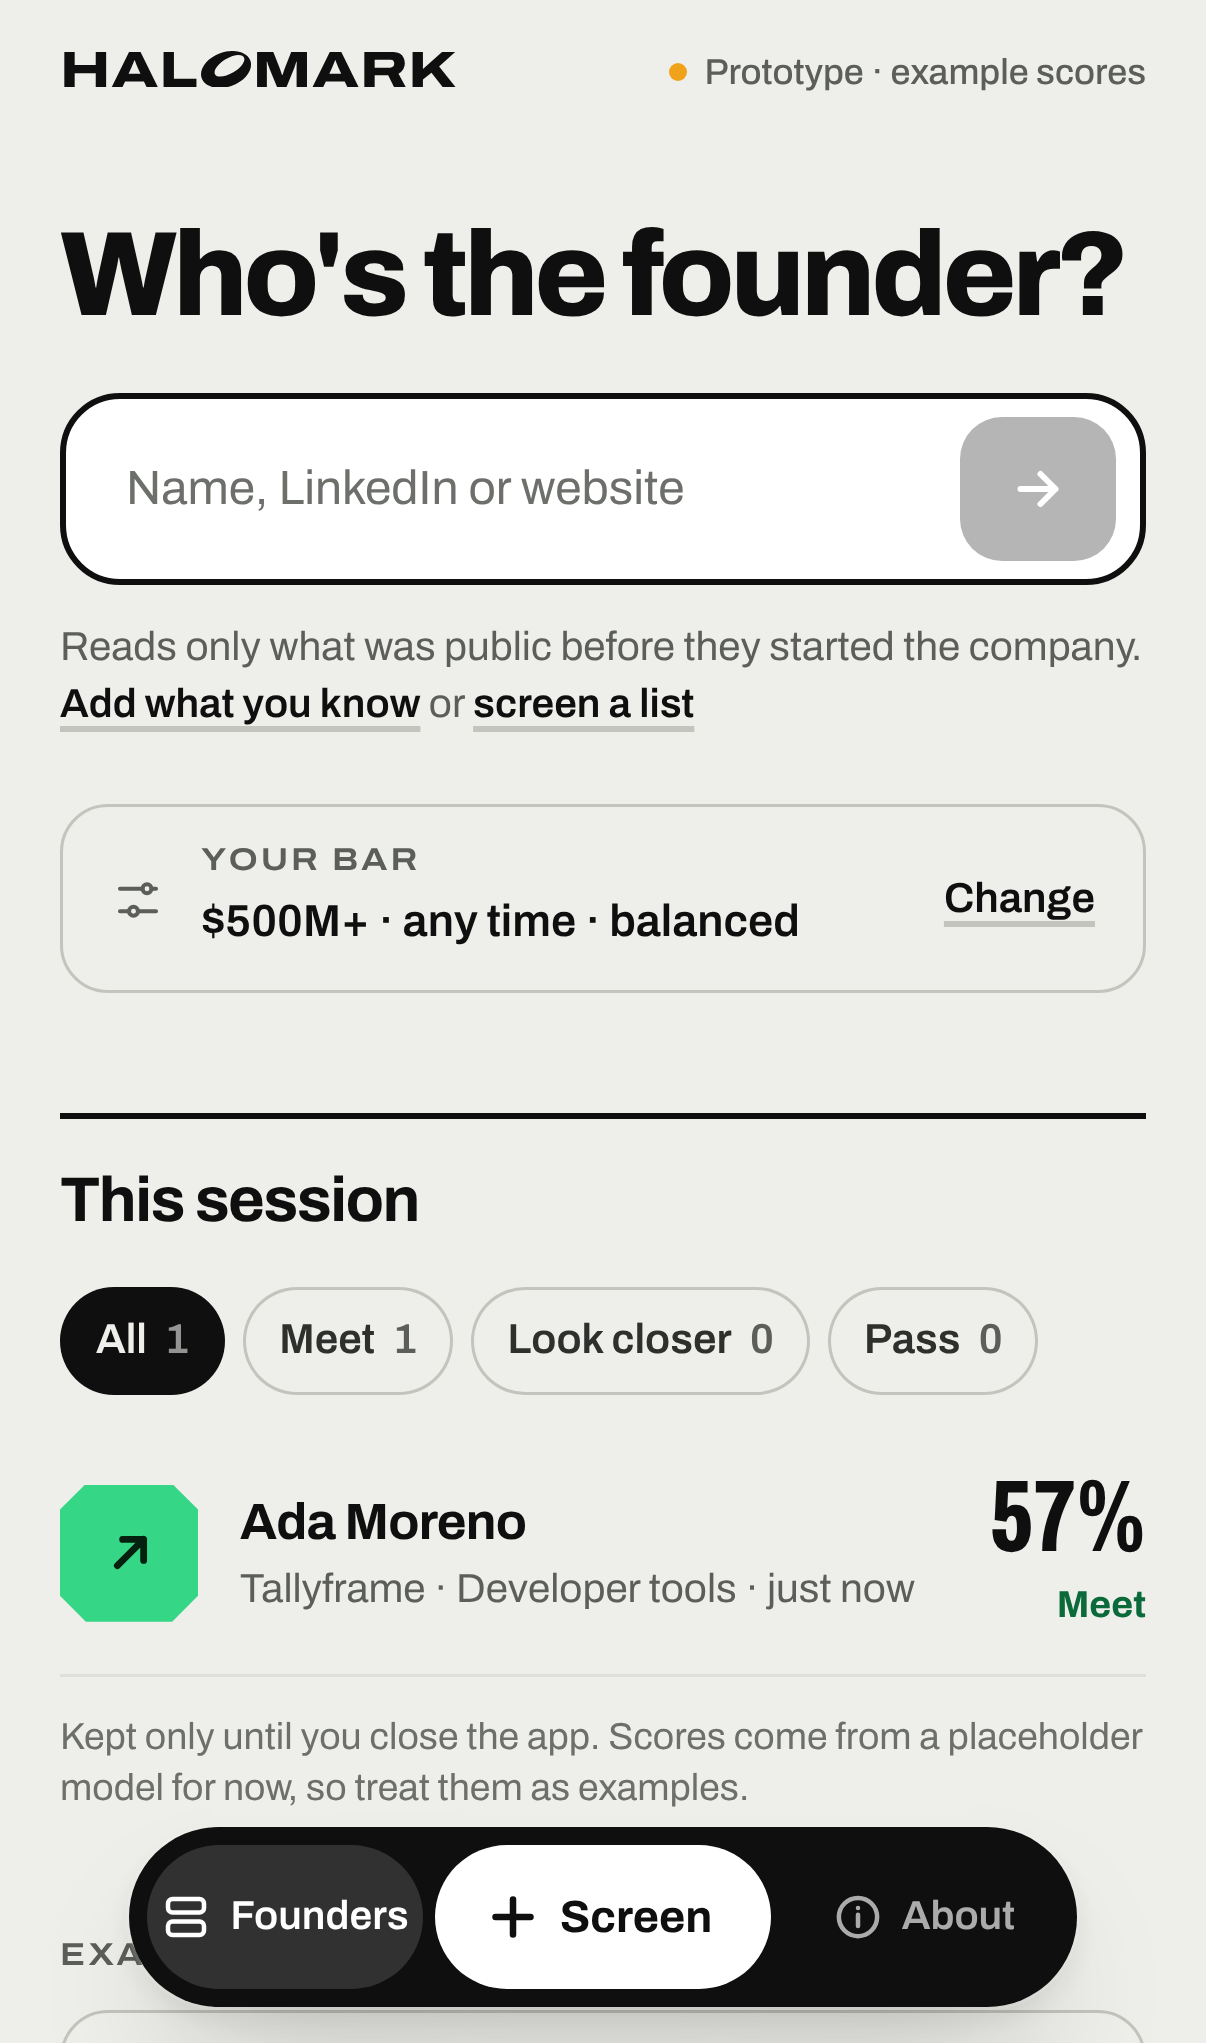 HALOMARK
Prototype · example scores
Who's the founder?
Name, LinkedIn or website
Reads only what was public before they started the company.
Add what you know or screen a list
YOUR BAR
$500M+ · any time · balanced
Change
This session
All 1
Meet 1
Look closer 0
Pass 0
Ada Moreno
57%
Tallyframe · Developer tools · just now
Meet
Kept only until you close the app. Scores come from a placeholder
model for now, so treat them as examples.
Founders
Screen
About